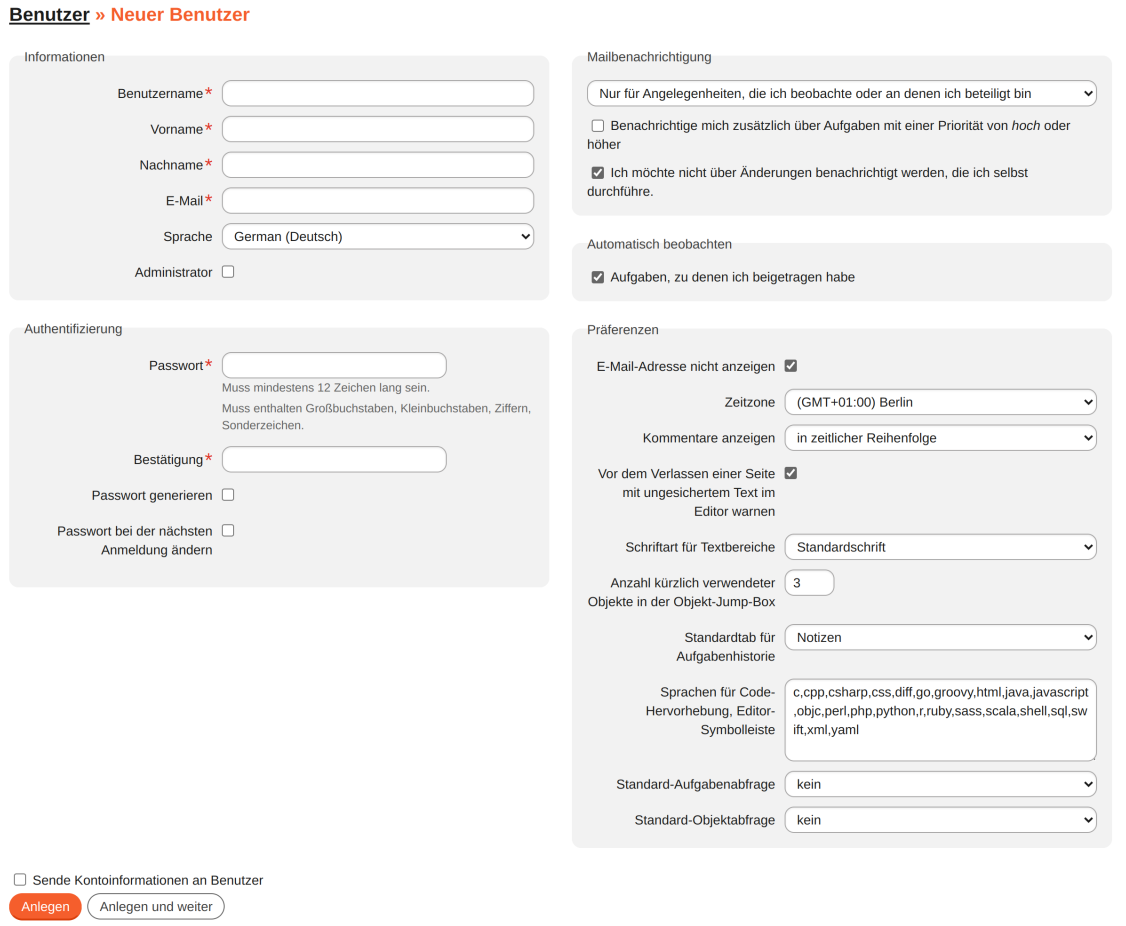 Benutzer » Neuer Benutzer
Informationen
Benutzername*
Vorname*
Nachname*
E-Mail*
Sprache German (Deutsch)
Administrator
Authentifizierung
Passwort*
Muss mindestens 12 Zeichen lang sein.
Muss enthalten Großbuchstaben, Kleinbuchstaben, Ziffern,
Sonderzeichen.
Bestätigung*
Passwort generieren
Passwort bei der nächsten
Anmeldung ändern
Mailbenachrichtigung
Nur für Angelegenheiten, die ich beobachte oder an denen ich beteiligt bin
Benachrichtige mich zusätzlich über Aufgaben mit einer Priorität von hoch oder
höher
Ich möchte nicht über Änderungen benachrichtigt werden, die ich selbst
durchführe.
Automatisch beobachten
Aufgaben, zu denen ich beigetragen habe
Präferenzen
E-Mail-Adresse nicht anzeigen
Zeitzone (GMT+01:00) Berlin
Kommentare anzeigen in zeitlicher Reihenfolge
Vor dem Verlassen einer Seite
mit ungesichertem Text im
Editor warnen
Schriftart für Textbereiche Standardschrift
Anzahl kürzlich verwendeter 3
Objekte in der Objekt-Jump-Box
Standardtab für Notizen
Aufgabenhistorie
Sprachen für Code-
Hervorhebung, Editor-
Symbolleiste
c,cpp,csharp,css,diff,go,groovy,html,java,javascript
,objc,perl,php,python,r,ruby,sass,scala,shell,sql,sw
ift,xml,yaml
Standard-Aufgabenabfrage kein
Standard-Objektabfrage kein
Sende Kontoinformationen an Benutzer
Anlegen Anlegen und weiter